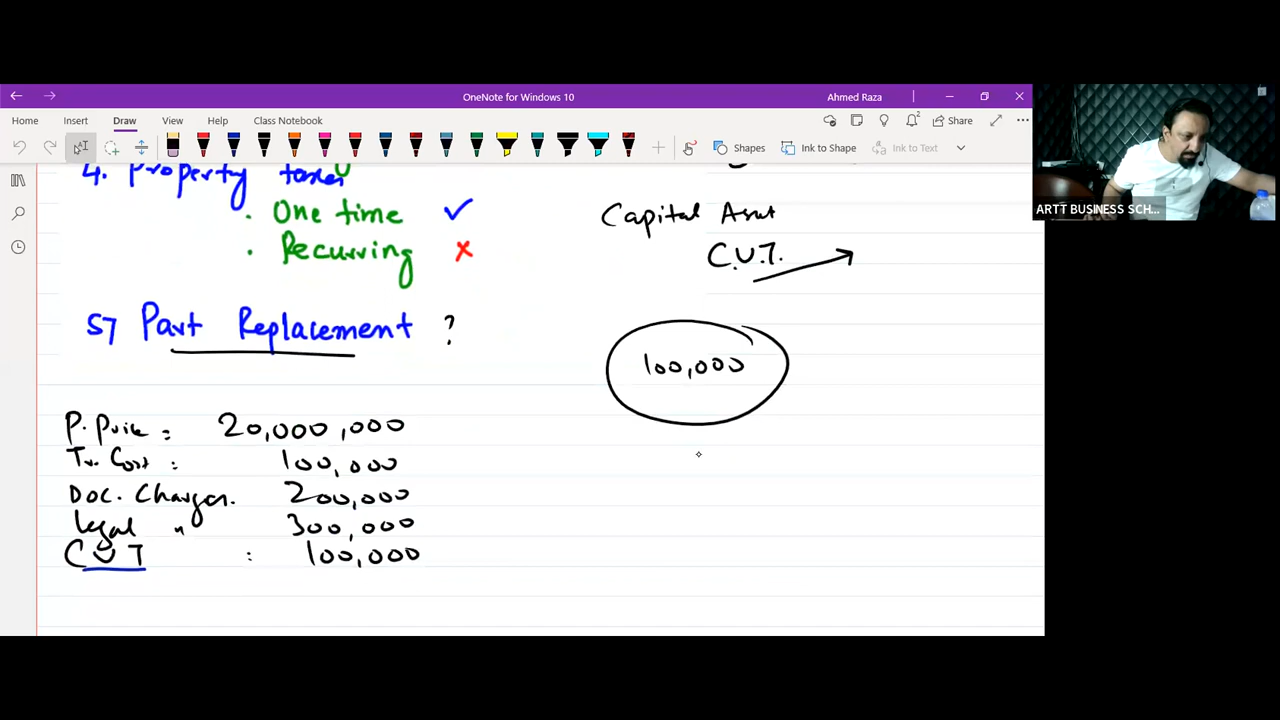 OneNote for Windows 10
Ahmed Raza
Home
Insert
Draw
View
Help
Class Notebook
Share
Shapes
Ink to Shape
Ink to Text
ARTT BUSINESS SCH...
4. Property taxes
· One time ✓
· Recurring ×
57 Part Replacement ?
Capital Asset
C.V.T.
100,000
P. Price = 20,000,000
Tr. Cost : 100,000
Doc. Charges. 200,000
legal " 300,000
C V T : 100,000